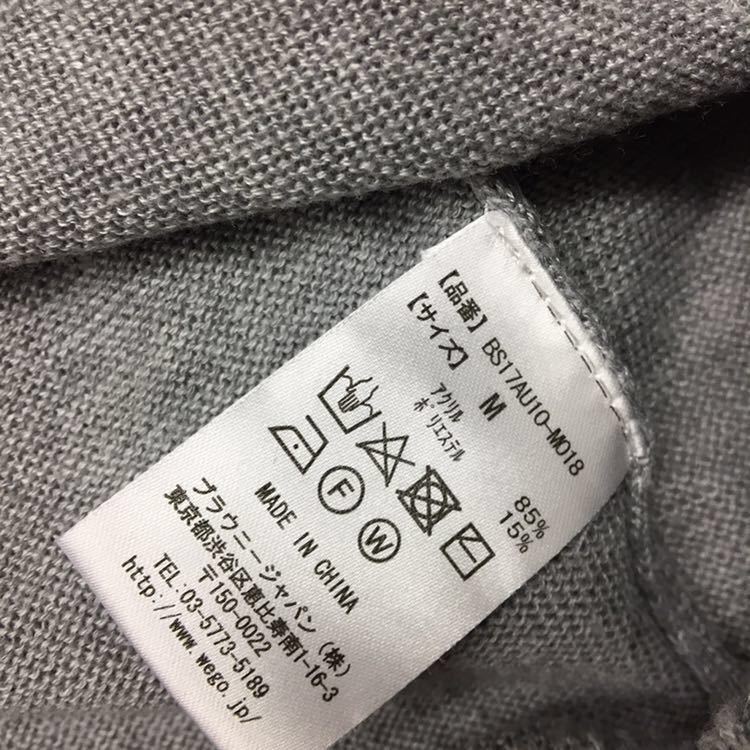 【品番】 BS17AU10-M018
【サイズ】 M
アクリル 85%
ポリエステル 15%
F W
MADE IN CHINA
ブラウニージャパン(株)
東京都渋谷区恵比寿南1-16-3
〒150-0022
TEL:03-5773-5189
http://www.wego.jp/